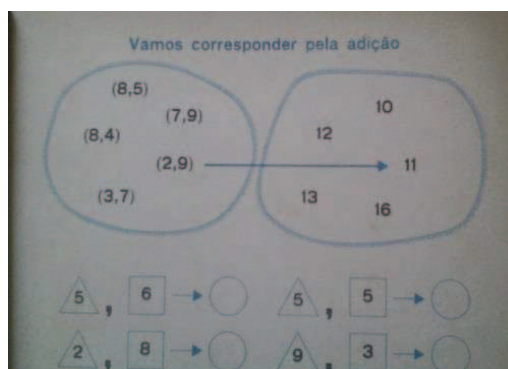 Vamos corresponder pela adição
(8,5)
(7,9)
(8,4)
(2,9)
(3,7)
10
12
11
13
16
5 , 6
5 , 5
2 , 8
9 , 3